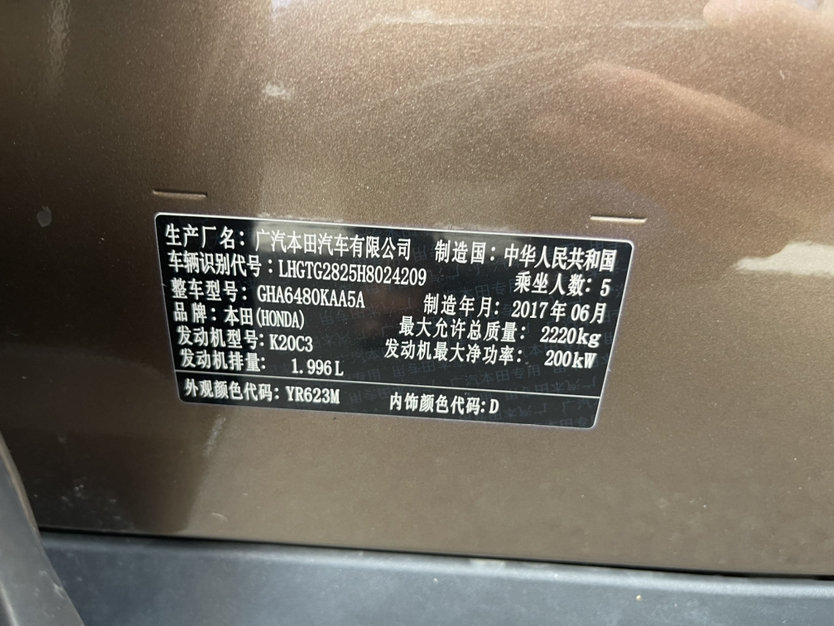 生产厂名：广汽本田汽车有限公司 制造国：中华人民共和国
车辆识别代号：LHGTG2825H8024209 乘坐人数：5
整车型号：GHA6480KAA5A 制造年月：2017年06月
品牌：本田(HONDA) 最大允许总质量：2220kg
发动机型号：K20C3 发动机最大净功率：200kW
发动机排量：1.996L
外观颜色代码：YR623M 内饰颜色代码：D